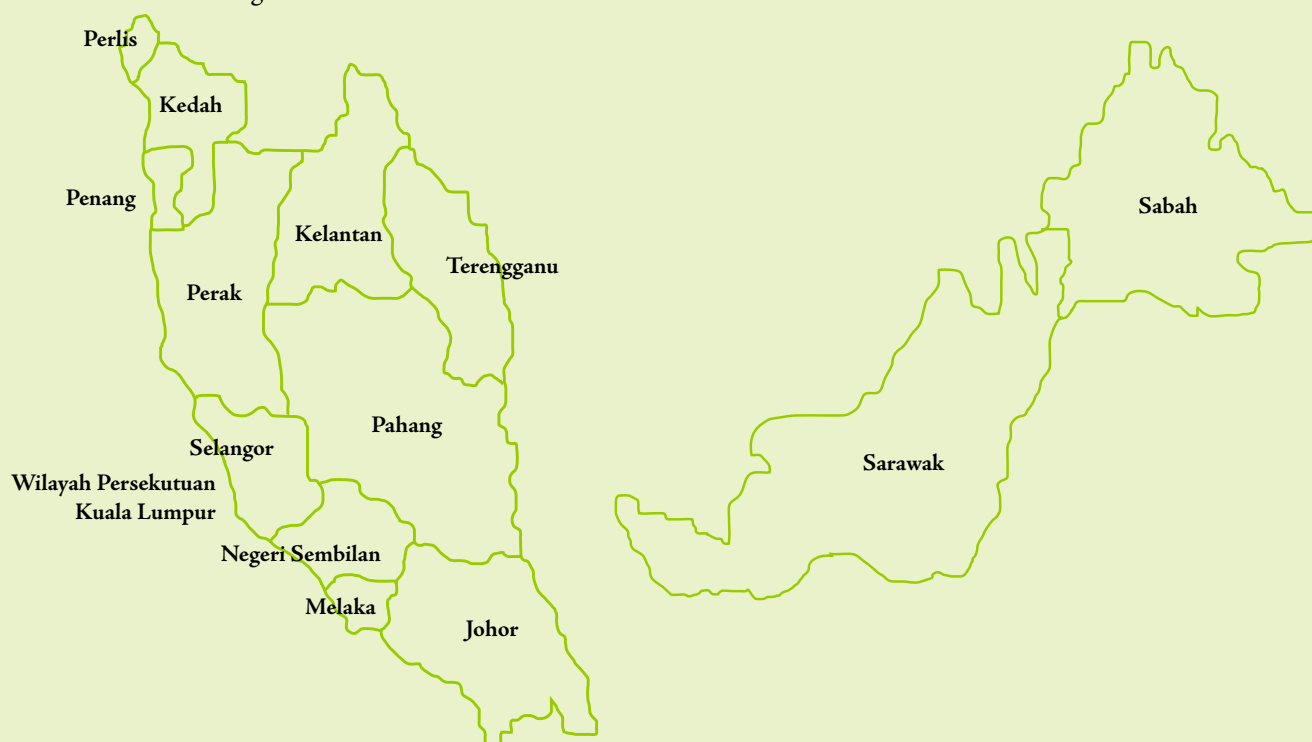 Perlis
Kedah
Penang
Sabah
Kelantan
Terengganu
Perak
Pahang
Selangor
Sarawak
Wilayah Persekutuan
Kuala Lumpur
Negeri Sembilan
Melaka
Johor